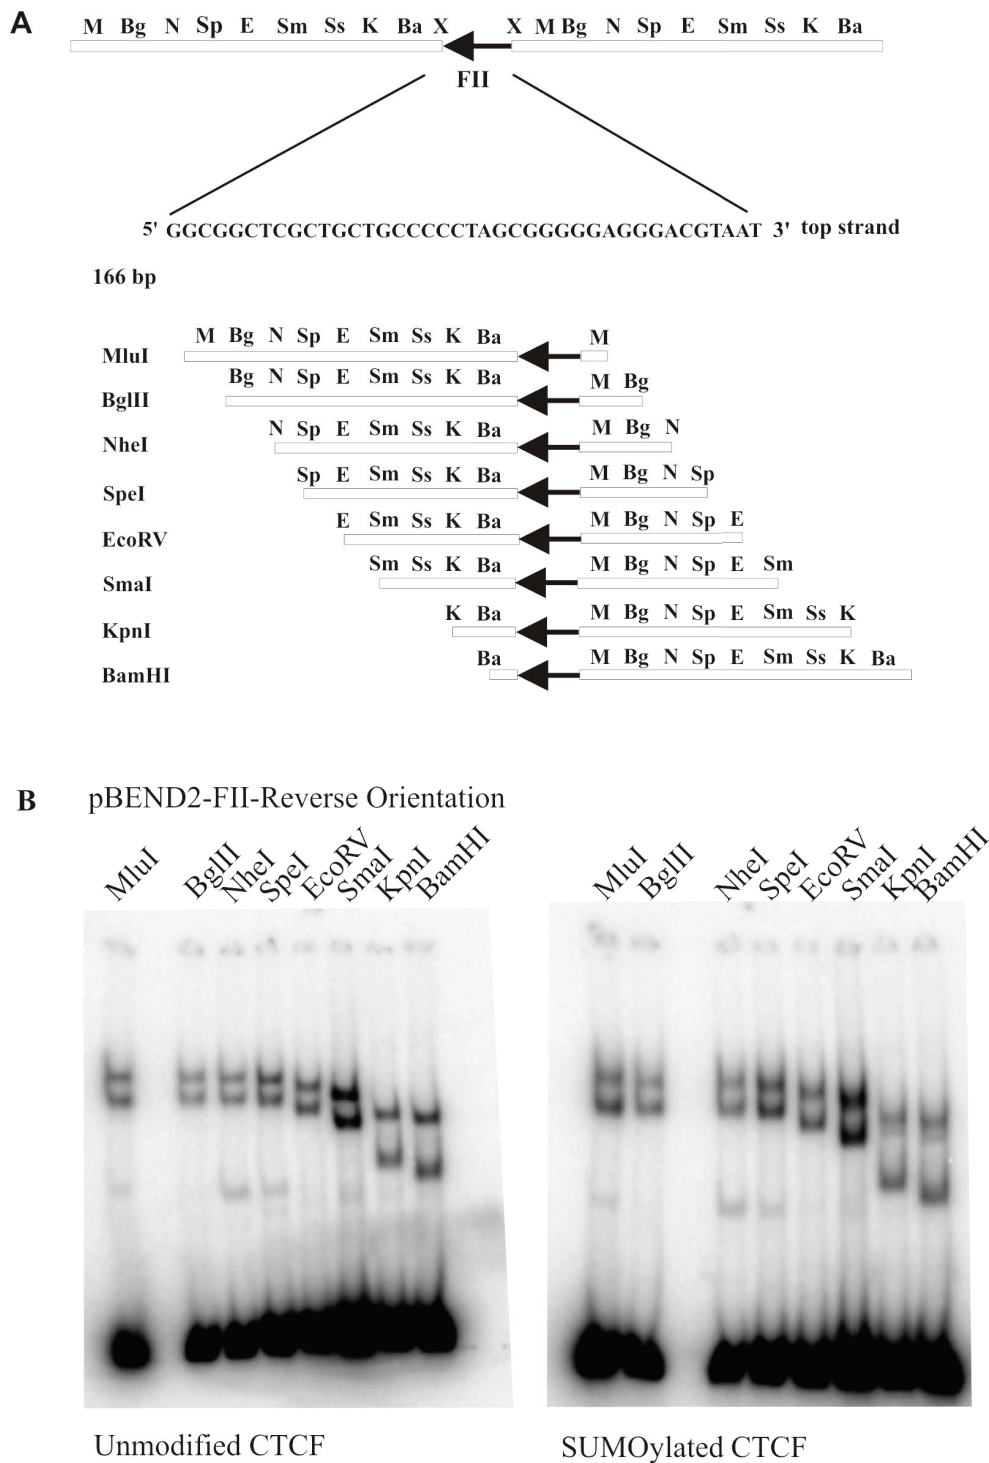 A
M Bg N Sp E Sm Ss K Ba X X M Bg N Sp E Sm Ss K Ba
FII
5' GGCGGCTCGCTGCTGCCCCCTAGCGGGGGAGGGACGTAAT 3' top strand
166 bp
M Bg N Sp E Sm Ss K Ba M
MluI
Bg N Sp E Sm Ss K Ba M Bg
BglII
N Sp E Sm Ss K Ba M Bg N
NheI
Sp E Sm Ss K Ba M Bg N Sp
SpeI
E Sm Ss K Ba M Bg N Sp E
EcoRV
Sm Ss K Ba M Bg N Sp E Sm
SmaI
K Ba M Bg N Sp E Sm Ss K
KpnI
Ba M Bg N Sp E Sm Ss K Ba
BamHI
B pBEND2-FII-Reverse Orientation
MluI BglII NheI SpeI EcoRV SmaI KpnI BamHI
MluI BglII NheI SpeI EcoRV SmaI KpnI BamHI
Unmodified CTCF
SUMOylated CTCF